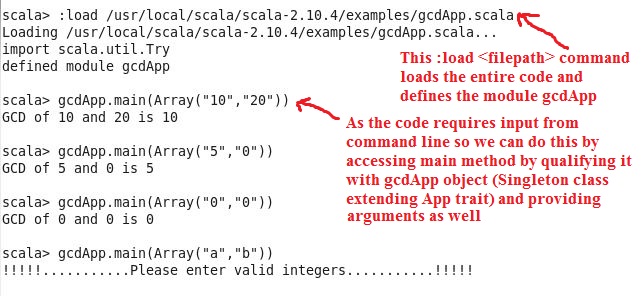 scala> :load /usr/local/scala/scala-2.10.4/examples/gcdApp.scala
Loading /usr/local/scala/scala-2.10.4/examples/gcdApp.scala...
import scala.util.Try
defined module gcdApp
This :load <filepath> command
loads the entire code and
defines the module gcdApp
scala> gcdApp.main(Array("10","20"))
GCD of 10 and 20 is 10
As the code requires input from
command line so we can do this by
accessing main method by qualifying it
with gcdApp object (Singleton class
extending App trait) and providing
arguments as well
scala> gcdApp.main(Array("5","0"))
GCD of 5 and 0 is 5
scala> gcdApp.main(Array("0","0"))
GCD of 0 and 0 is 0
scala> gcdApp.main(Array("a","b"))
!!!!!...........Please enter valid integers...........!!!!!